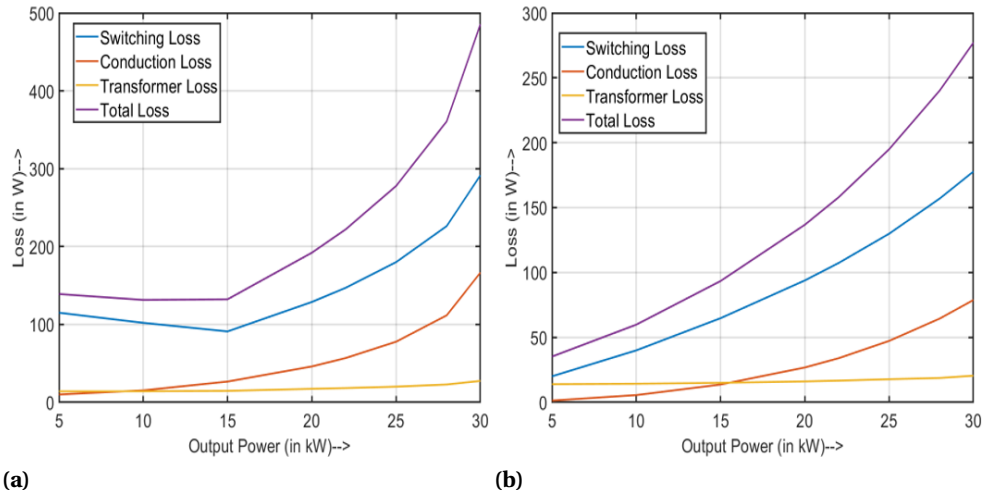 500
400
300
200
100
0
Loss (in W)-->
Switching Loss
Conduction Loss
Transformer Loss
Total Loss
5 10 15 20 25 30
Output Power (in kW)-->
(a)
300
250
200
150
100
50
0
Loss (in W)-->
Switching Loss
Conduction Loss
Transformer Loss
Total Loss
5 10 15 20 25 30
Output Power (in kW)-->
(b)